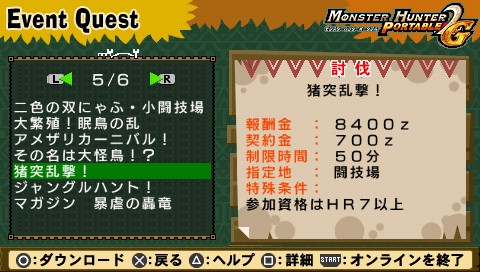 Event Quest
MONSTER HUNTER
PORTABLE 2nd G
L 5/6 R
二色の双にゃふ・小闘技場
大繁殖!眠鳥の乱
アメザリカーニバル!
その名は大怪鳥!?
猪突乱撃!
ジャングルハント!
マガジン 暴虐の轟竜
討伐
猪突乱撃!
報酬金 : 8400z
契約金 : 700z
制限時間: 50分
指定地 : 闘技場
特殊条件:
参加資格はHR7以上
○:ダウンロード ×:戻る △:ヘルプ □:詳細 START:オンラインを終了